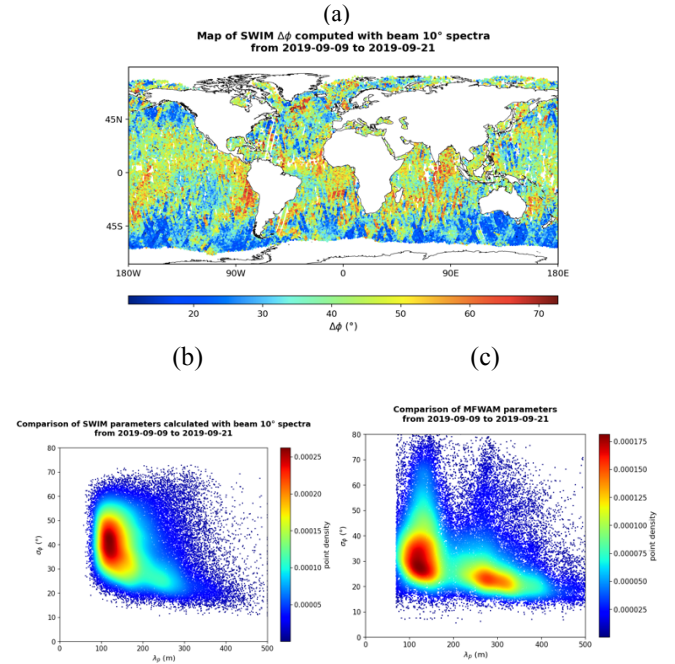 (a)
Map of SWIM Δϕ computed with beam 10° spectra
from 2019-09-09 to 2019-09-21
45N
0
45S
180W 90W 0 90E 180E
20 30 40 50 60 70
Δϕ (°)
(b) (c)
Comparison of SWIM parameters calculated with beam 10° spectra
from 2019-09-09 to 2019-09-21
80
70
60
50
40
30
20
10
0
σϕ (°)
0 100 200 300 400 500
λp (m)
0.00025
0.00020
0.00015
0.00010
0.00005
point density
Comparison of MFWAM parameters
from 2019-09-09 to 2019-09-21
80
70
60
50
40
30
20
10
0
σϕ (°)
0 100 200 300 400 500
λp (m)
0.000175
0.000150
0.000125
0.000100
0.000075
0.000050
0.000025
point density